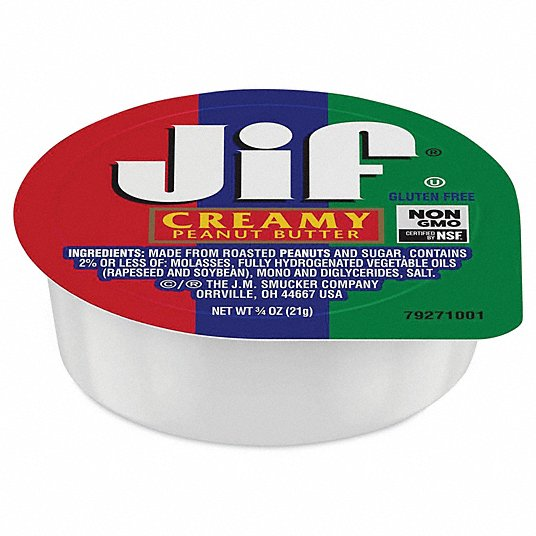 Jif®
U
GLUTEN FREE
CREAMY
PEANUT BUTTER
NON
GMO
CERTIFIED
BY NSF
INGREDIENTS: MADE FROM ROASTED PEANUTS AND SUGAR, CONTAINS
2% OR LESS OF: MOLASSES, FULLY HYDROGENATED VEGETABLE OILS
(RAPESEED AND SOYBEAN), MONO AND DIGLYCERIDES, SALT.
©/® THE J.M. SMUCKER COMPANY
ORRVILLE, OH 44667 USA
NET WT ¾ OZ (21g)
79271001